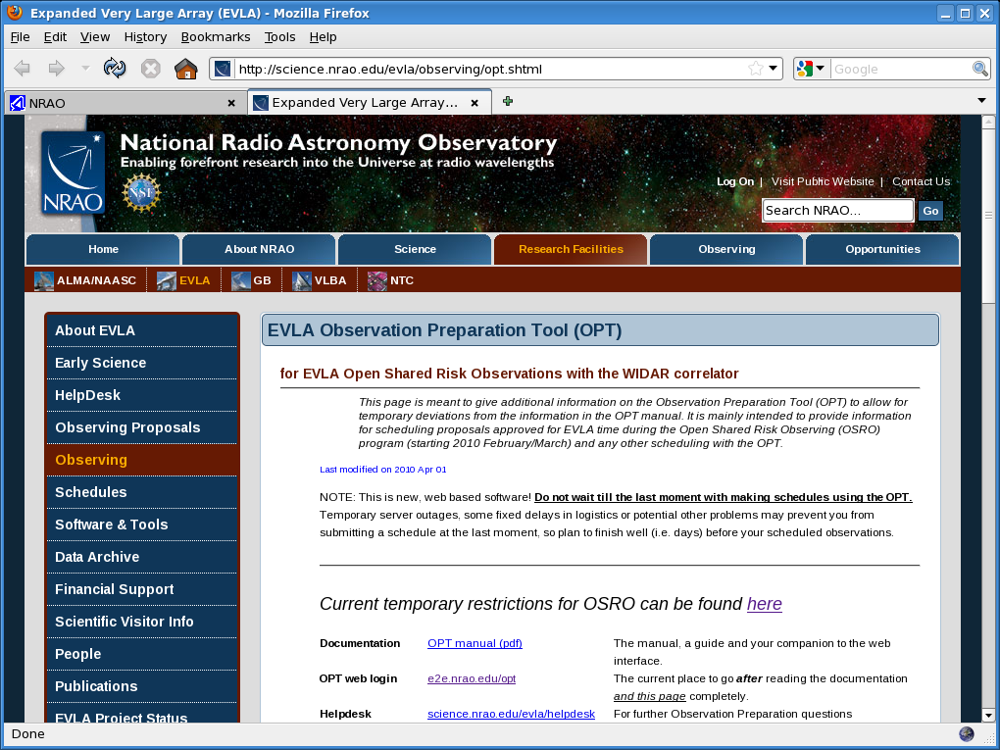 Expanded Very Large Array (EVLA) - Mozilla Firefox
File Edit View History Bookmarks Tools Help
http://science.nrao.edu/evla/observing/opt.shtml
Google
NRAO
Expanded Very Large Array...
National Radio Astronomy Observatory
Enabling forefront research into the Universe at radio wavelengths
NRAO
NSF
Log On | Visit Public Website | Contact Us
Search NRAO... Go
Home About NRAO Science Research Facilities Observing Opportunities
ALMA/NAASC EVLA GB VLBA NTC
About EVLA
Early Science
HelpDesk
Observing Proposals
Observing
Schedules
Software & Tools
Data Archive
Financial Support
Scientific Visitor Info
People
Publications
EVLA Project Status
EVLA Observation Preparation Tool (OPT)
for EVLA Open Shared Risk Observations with the WIDAR correlator
This page is meant to give additional information on the Observation Preparation Tool (OPT) to allow for
temporary deviations from the information in the OPT manual. It is mainly intended to provide information
for scheduling proposals approved for EVLA time during the Open Shared Risk Observing (OSRO)
program (starting 2010 February/March) and any other scheduling with the OPT.
Last modified on 2010 Apr 01
NOTE: This is new, web based software! Do not wait till the last moment with making schedules using the OPT.
Temporary server outages, some fixed delays in logistics or potential other problems may prevent you from
submitting a schedule at the last moment, so plan to finish well (i.e. days) before your scheduled observations.
Current temporary restrictions for OSRO can be found here
Documentation OPT manual (pdf) The manual, a guide and your companion to the web
interface.
OPT web login e2e.nrao.edu/opt The current place to go after reading the documentation
and this page completely.
Helpdesk science.nrao.edu/evla/helpdesk For further Observation Preparation questions
Done